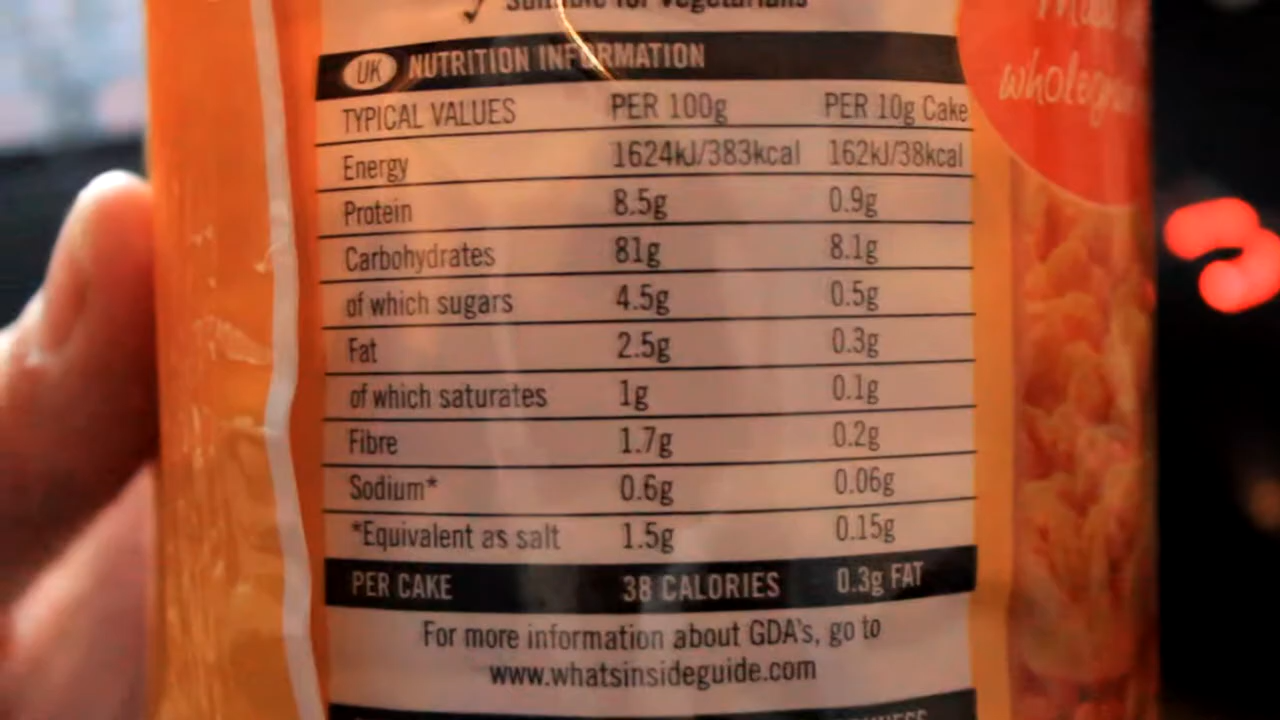 Suitable for vegetarians
UK NUTRITION INFORMATION
TYPICAL VALUES PER 100g PER 10g Cake
Energy 1624kJ/383kcal 162kJ/38kcal
Protein 8.5g 0.9g
Carbohydrates 81g 8.1g
of which sugars 4.5g 0.5g
Fat 2.5g 0.3g
of which saturates 1g 0.1g
Fibre 1.7g 0.2g
Sodium* 0.6g 0.06g
*Equivalent as salt 1.5g 0.15g
PER CAKE 38 CALORIES 0.3g FAT
For more information about GDA's, go to
www.whatsinsideguide.com